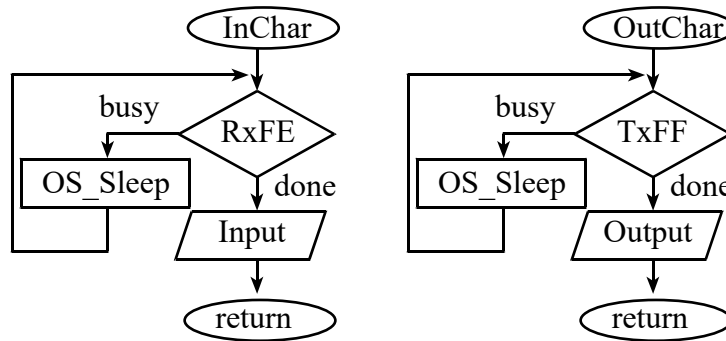 InChar
busy
RxFE
OS_Sleep
done
Input
return
OutChar
busy
TxFF
OS_Sleep
done
Output
return